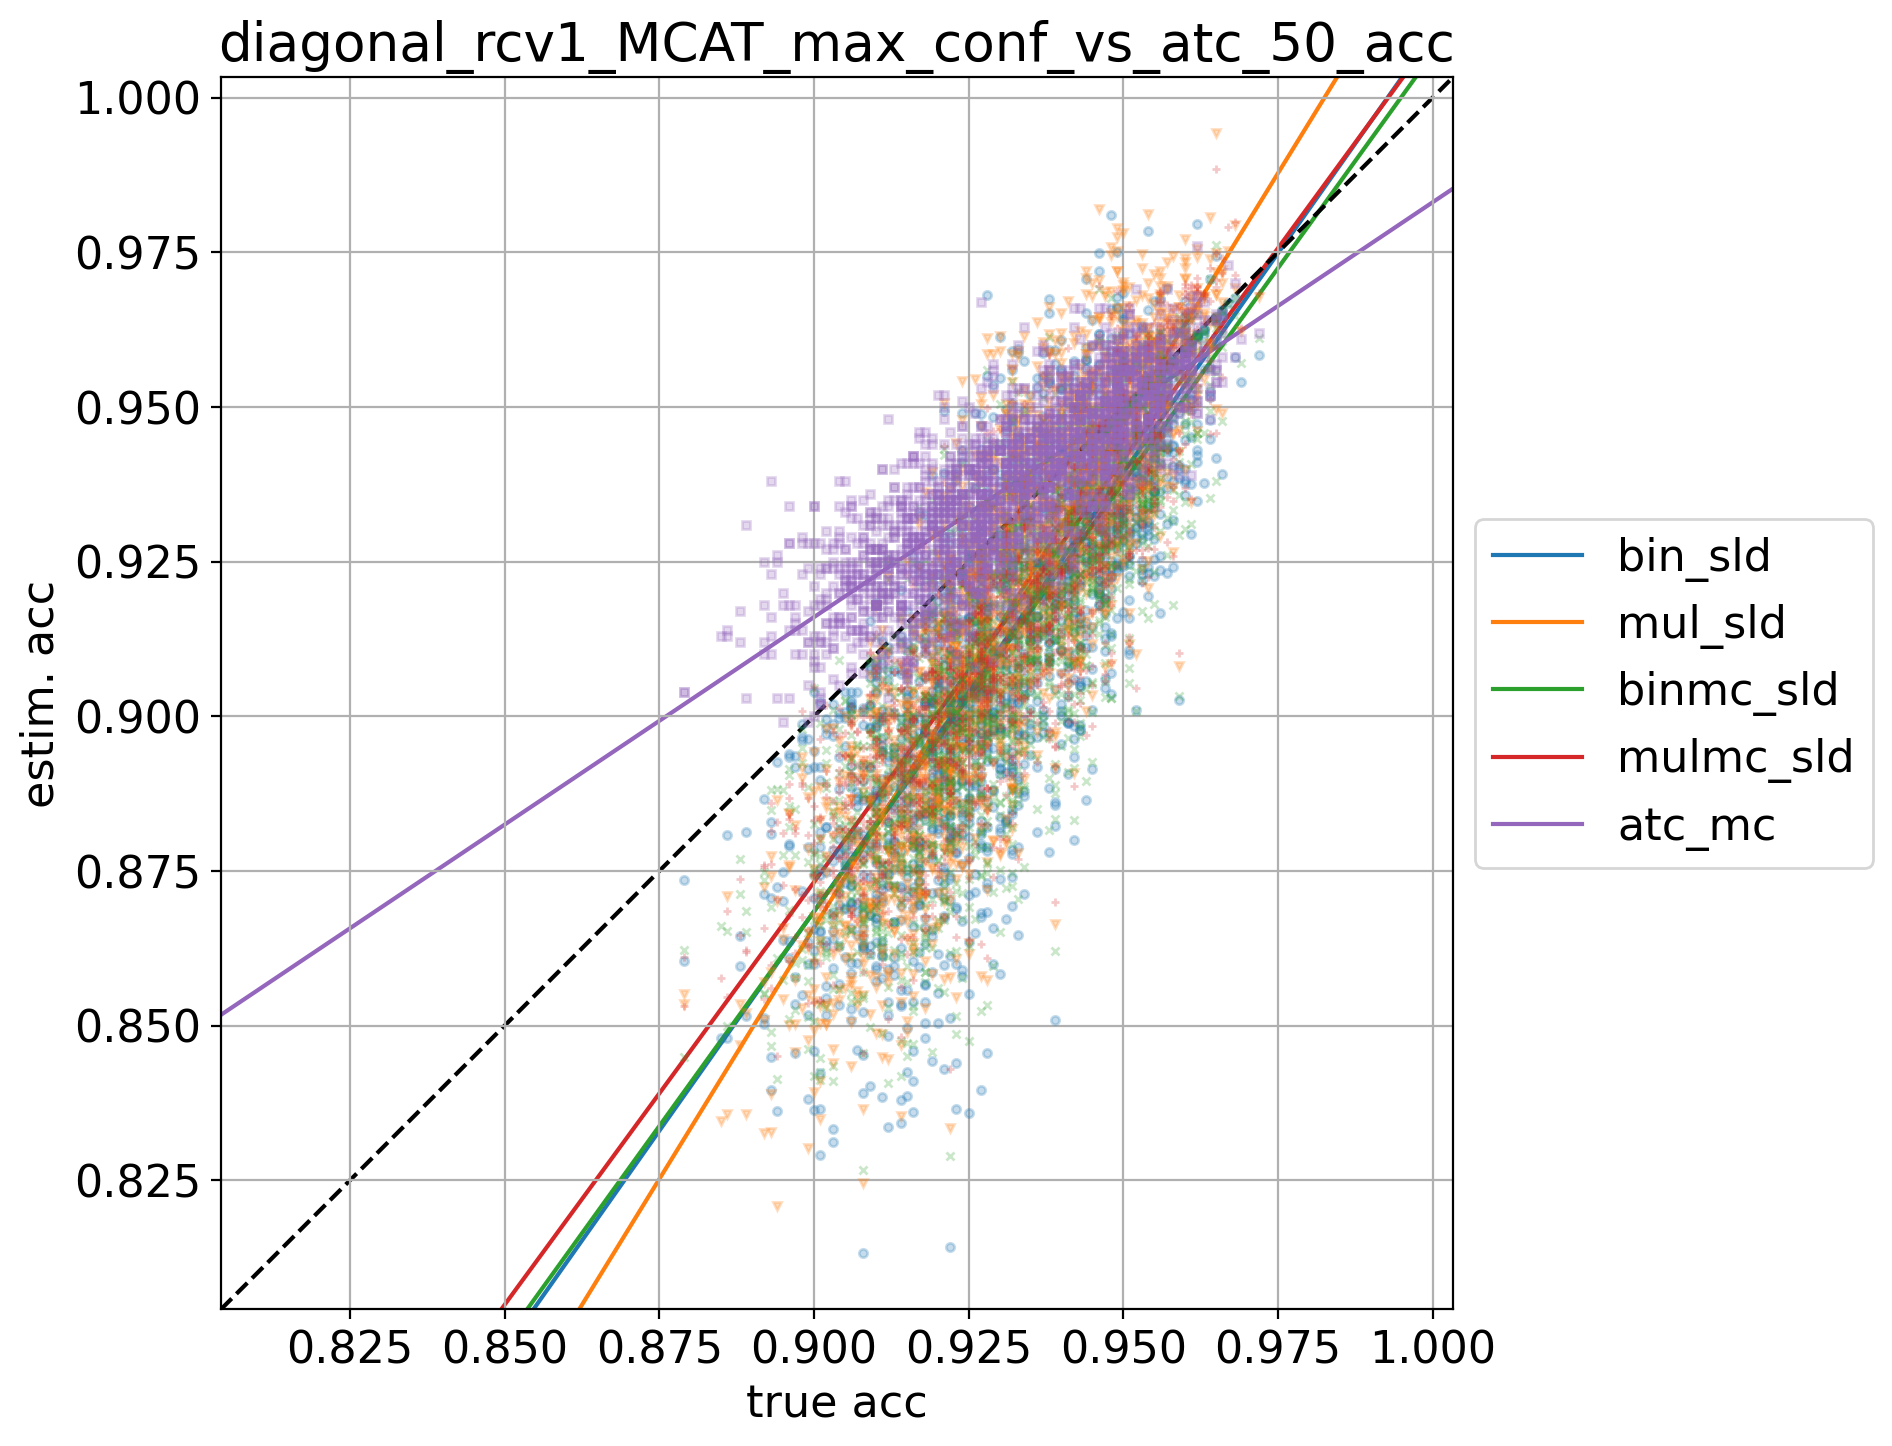 diagonal_rcv1_MCAT_max_conf_vs_atc_50_acc
1.000
0.975
0.950
0.925
0.900
0.875
0.850
0.825
estim. acc
0.825 0.850 0.875 0.900 0.925 0.950 0.975 1.000
true acc
bin_sld
mul_sld
binmc_sld
mulmc_sld
atc_mc